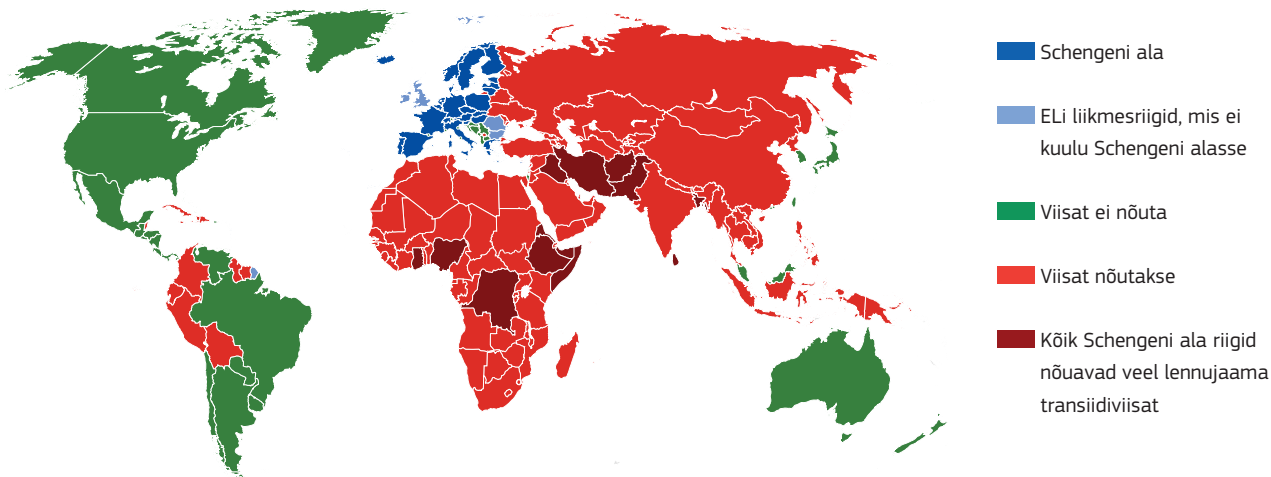 Schengeni ala
ELi liikmesriigid, mis ei
kuulu Schengeni alasse
Viisat ei nõuta
Viisat nõutakse
Kõik Schengeni ala riigid
nõuavad veel lennujaama
transiidiviisat